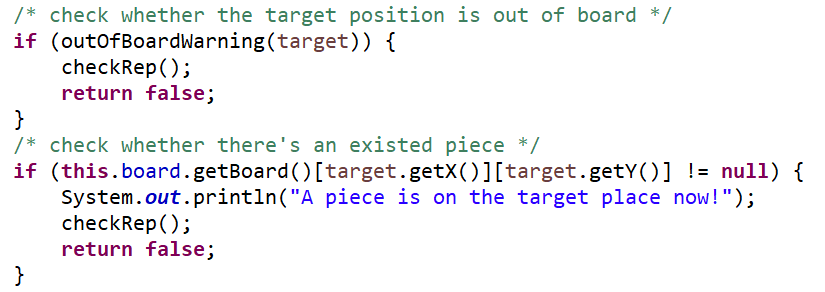 /* check whether the target position is out of board */
if (outOfBoardWarning(target)) {
    checkRep();
    return false;
}
/* check whether there's an existed piece */
if (this.board.getBoard()[target.getX()][target.getY()] != null) {
    System.out.println("A piece is on the target place now!");
    checkRep();
    return false;
}